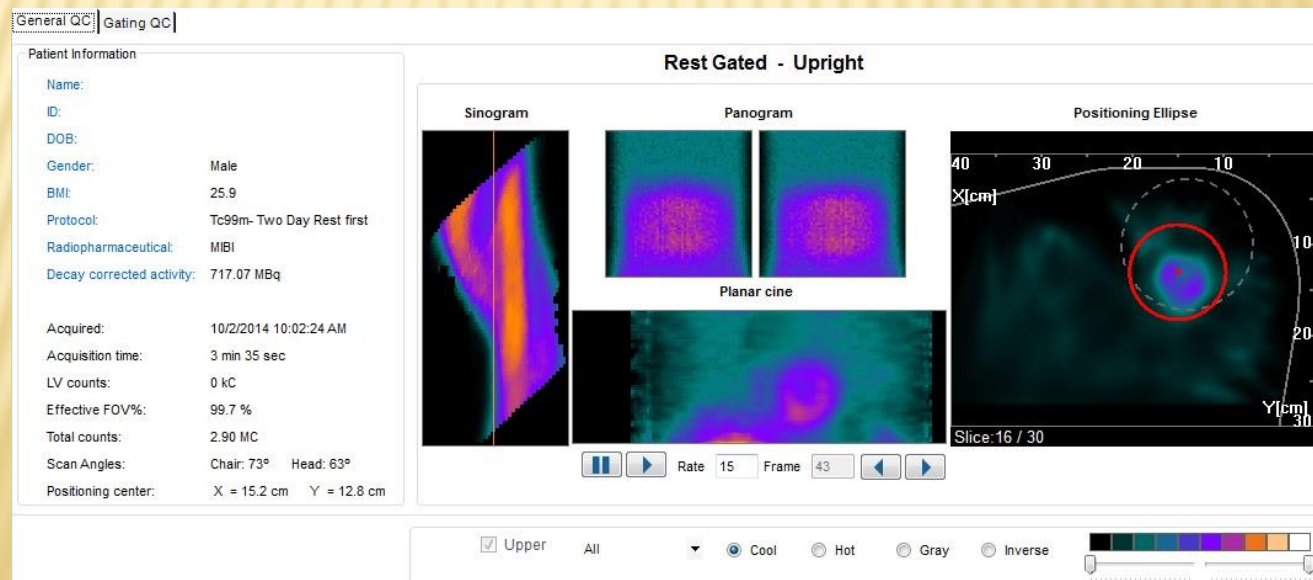 General QC Gating QC
Patient Information
Name:
ID:
DOB:
Gender: Male
BMI: 25.9
Protocol: Tc99m- Two Day Rest first
Radiopharmaceutical: MIBI
Decay corrected activity: 717.07 MBq
Acquired: 10/2/2014 10:02:24 AM
Acquisition time: 3 min 35 sec
LV counts: 0 kC
Effective FOV%: 99.7 %
Total counts: 2.90 MC
Scan Angles: Chair: 73º Head: 63º
Positioning center: X = 15.2 cm Y = 12.8 cm
Rest Gated - Upright
Sinogram
Panogram
Positioning Ellipse
40 30 20 10
X[cm]
10
20
Y[cm]
30
Slice:16 / 30
Planar cine
Rate 15 Frame 43
Upper All Cool Hot Gray Inverse